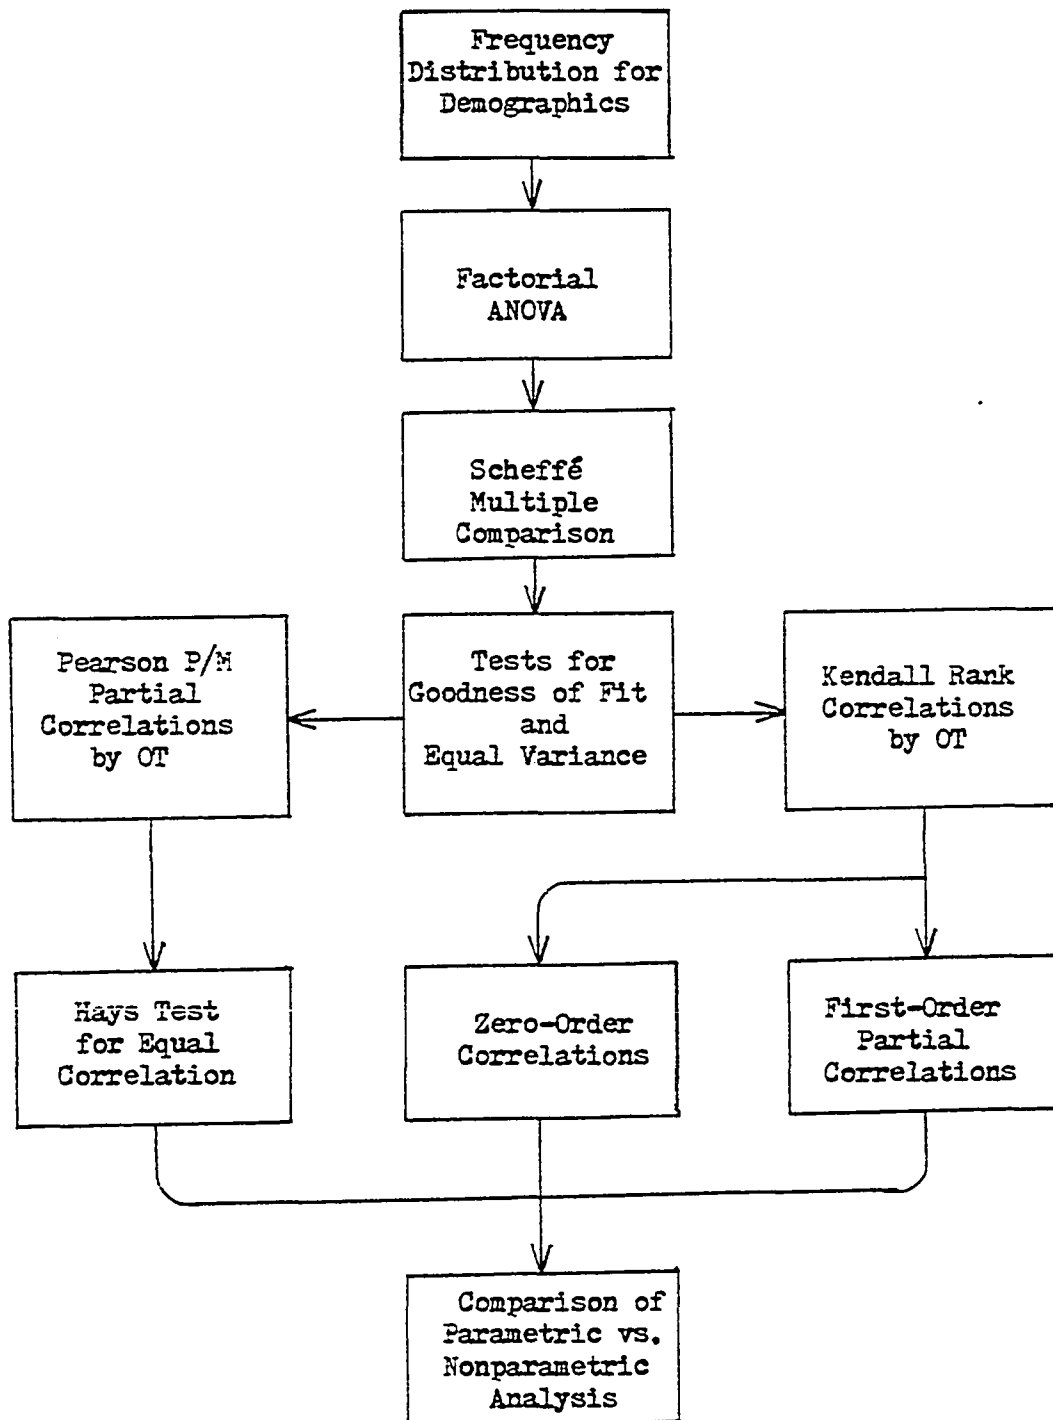 Frequency
Distribution for
Demographics
Factorial
ANOVA
Scheffé
Multiple
Comparison
Pearson P/M
Partial
Correlations
by OT
Tests for
Goodness of Fit
and
Equal Variance
Kendall Rank
Correlations
by OT
Hays Test
for Equal
Correlation
Zero-Order
Correlations
First-Order
Partial
Correlations
Comparison of
Parametric vs.
Nonparametric
Analysis